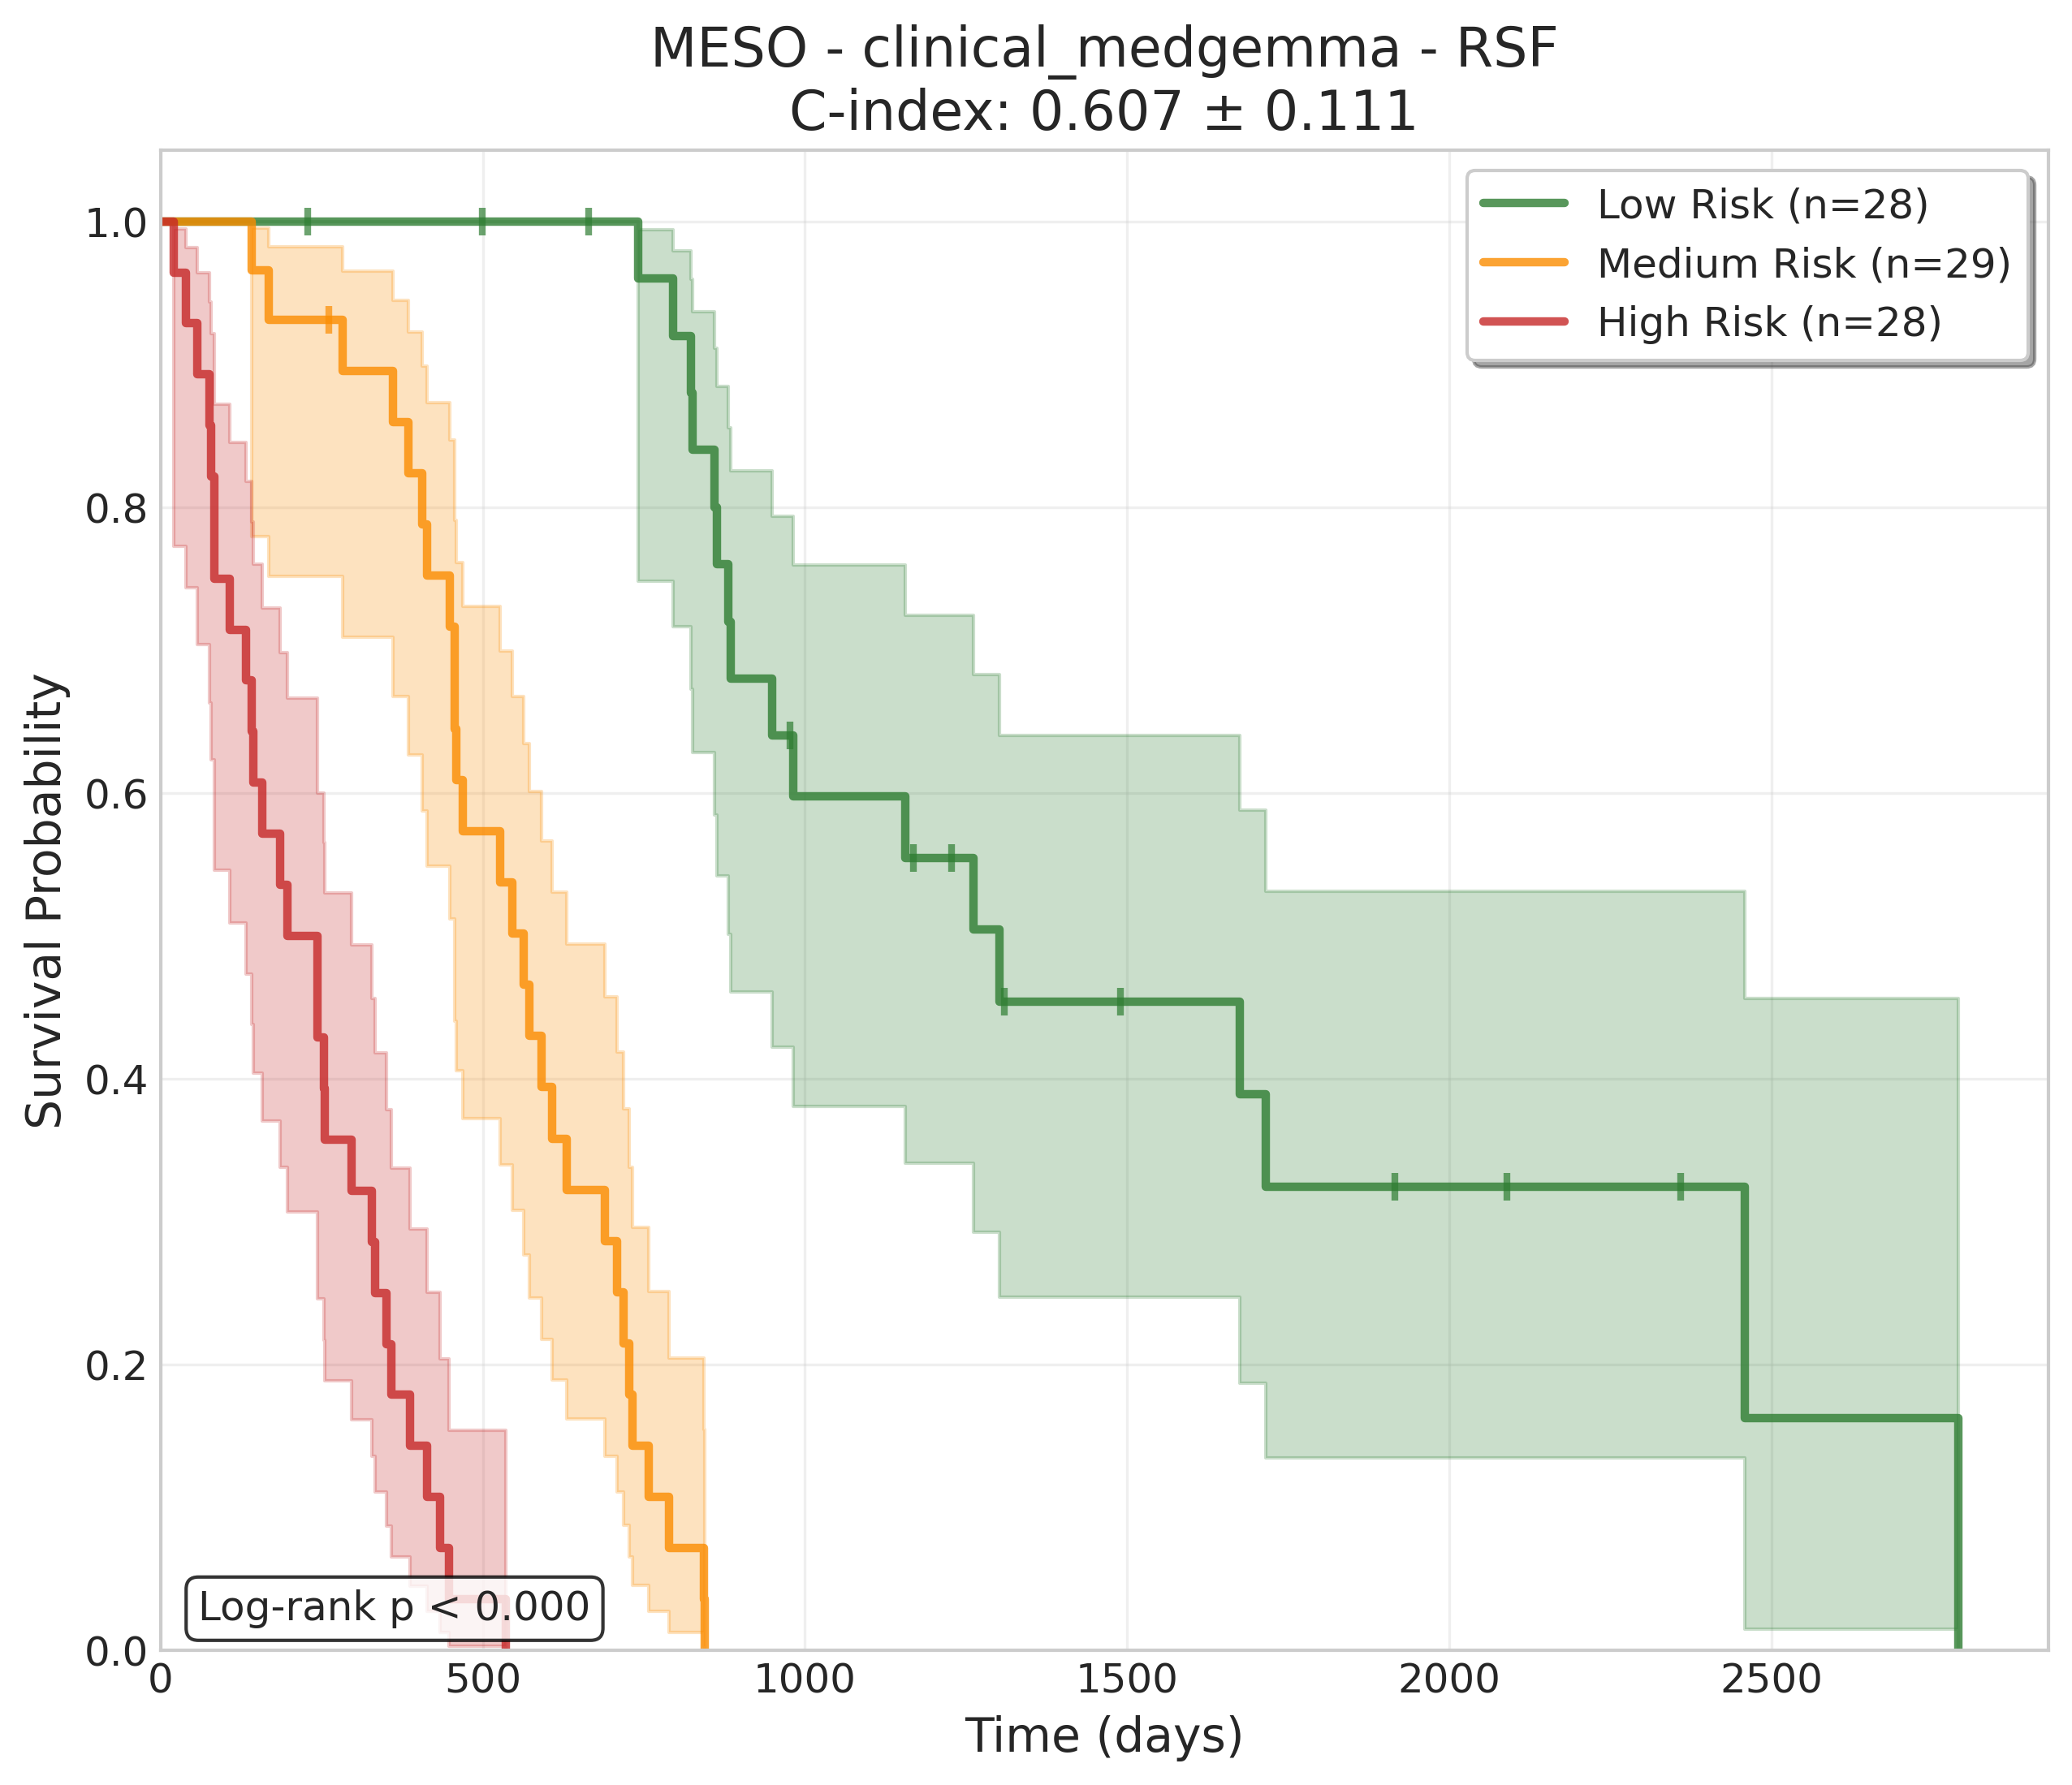 MESO - clinical_medgemma - RSF
C-index: 0.607 ± 0.111
Low Risk (n=28)
Medium Risk (n=29)
High Risk (n=28)
Survival Probability
1.0
0.8
0.6
0.4
0.2
0.0
Log-rank p < 0.000
0
500
1000
1500
2000
2500
Time (days)